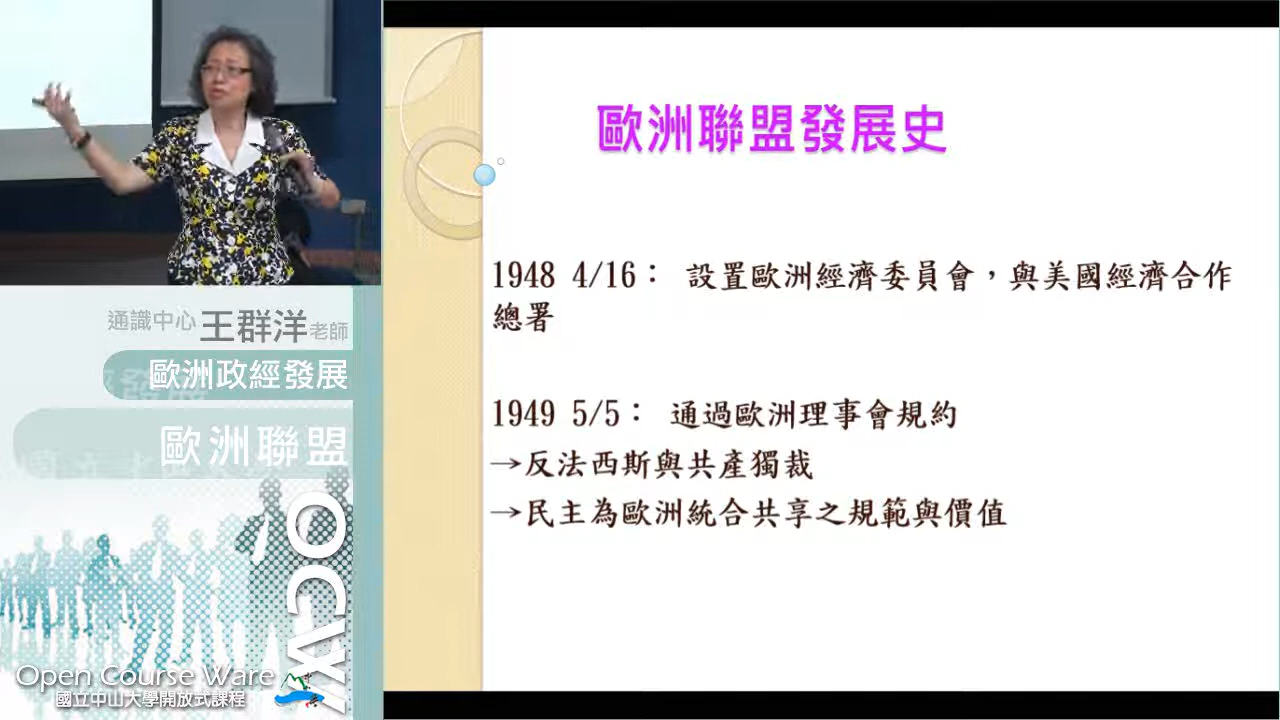 歐洲聯盟發展史
1948 4/16： 設置歐洲經濟委員會，與美國經濟合作
總署
1949 5/5： 通過歐洲理事會規約
→反法西斯與共產獨裁
→民主為歐洲統合共享之規範與價值
通識中心 王群洋 老師
歐洲政經發展
歐洲聯盟
OCW
Open Course Ware
國立中山大學開放式課程